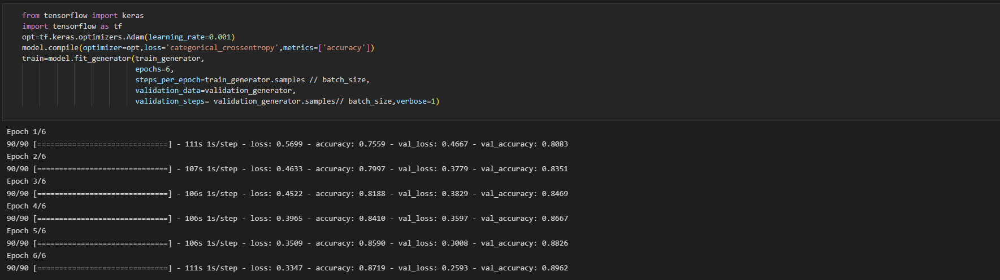 from tensorflow import keras
import tensorflow as tf
opt=tf.keras.optimizers.Adam(learning_rate=0.001)
model.compile(optimizer=opt,loss='categorical_crossentropy',metrics=['accuracy'])
train=model.fit_generator(train_generator,
epochs=6,
steps_per_epoch=train_generator.samples // batch_size,
validation_data=validation_generator,
validation_steps= validation_generator.samples// batch_size,verbose=1)
Epoch 1/6
90/90 [==============================] - 111s 1s/step - loss: 0.5699 - accuracy: 0.7559 - val_loss: 0.4667 - val_accuracy: 0.8083
Epoch 2/6
90/90 [==============================] - 107s 1s/step - loss: 0.4633 - accuracy: 0.7997 - val_loss: 0.3779 - val_accuracy: 0.8351
Epoch 3/6
90/90 [==============================] - 106s 1s/step - loss: 0.4522 - accuracy: 0.8188 - val_loss: 0.3829 - val_accuracy: 0.8469
Epoch 4/6
90/90 [==============================] - 106s 1s/step - loss: 0.3965 - accuracy: 0.8410 - val_loss: 0.3597 - val_accuracy: 0.8667
Epoch 5/6
90/90 [==============================] - 106s 1s/step - loss: 0.3509 - accuracy: 0.8590 - val_loss: 0.3008 - val_accuracy: 0.8826
Epoch 6/6
90/90 [==============================] - 111s 1s/step - loss: 0.3347 - accuracy: 0.8719 - val_loss: 0.2593 - val_accuracy: 0.8962